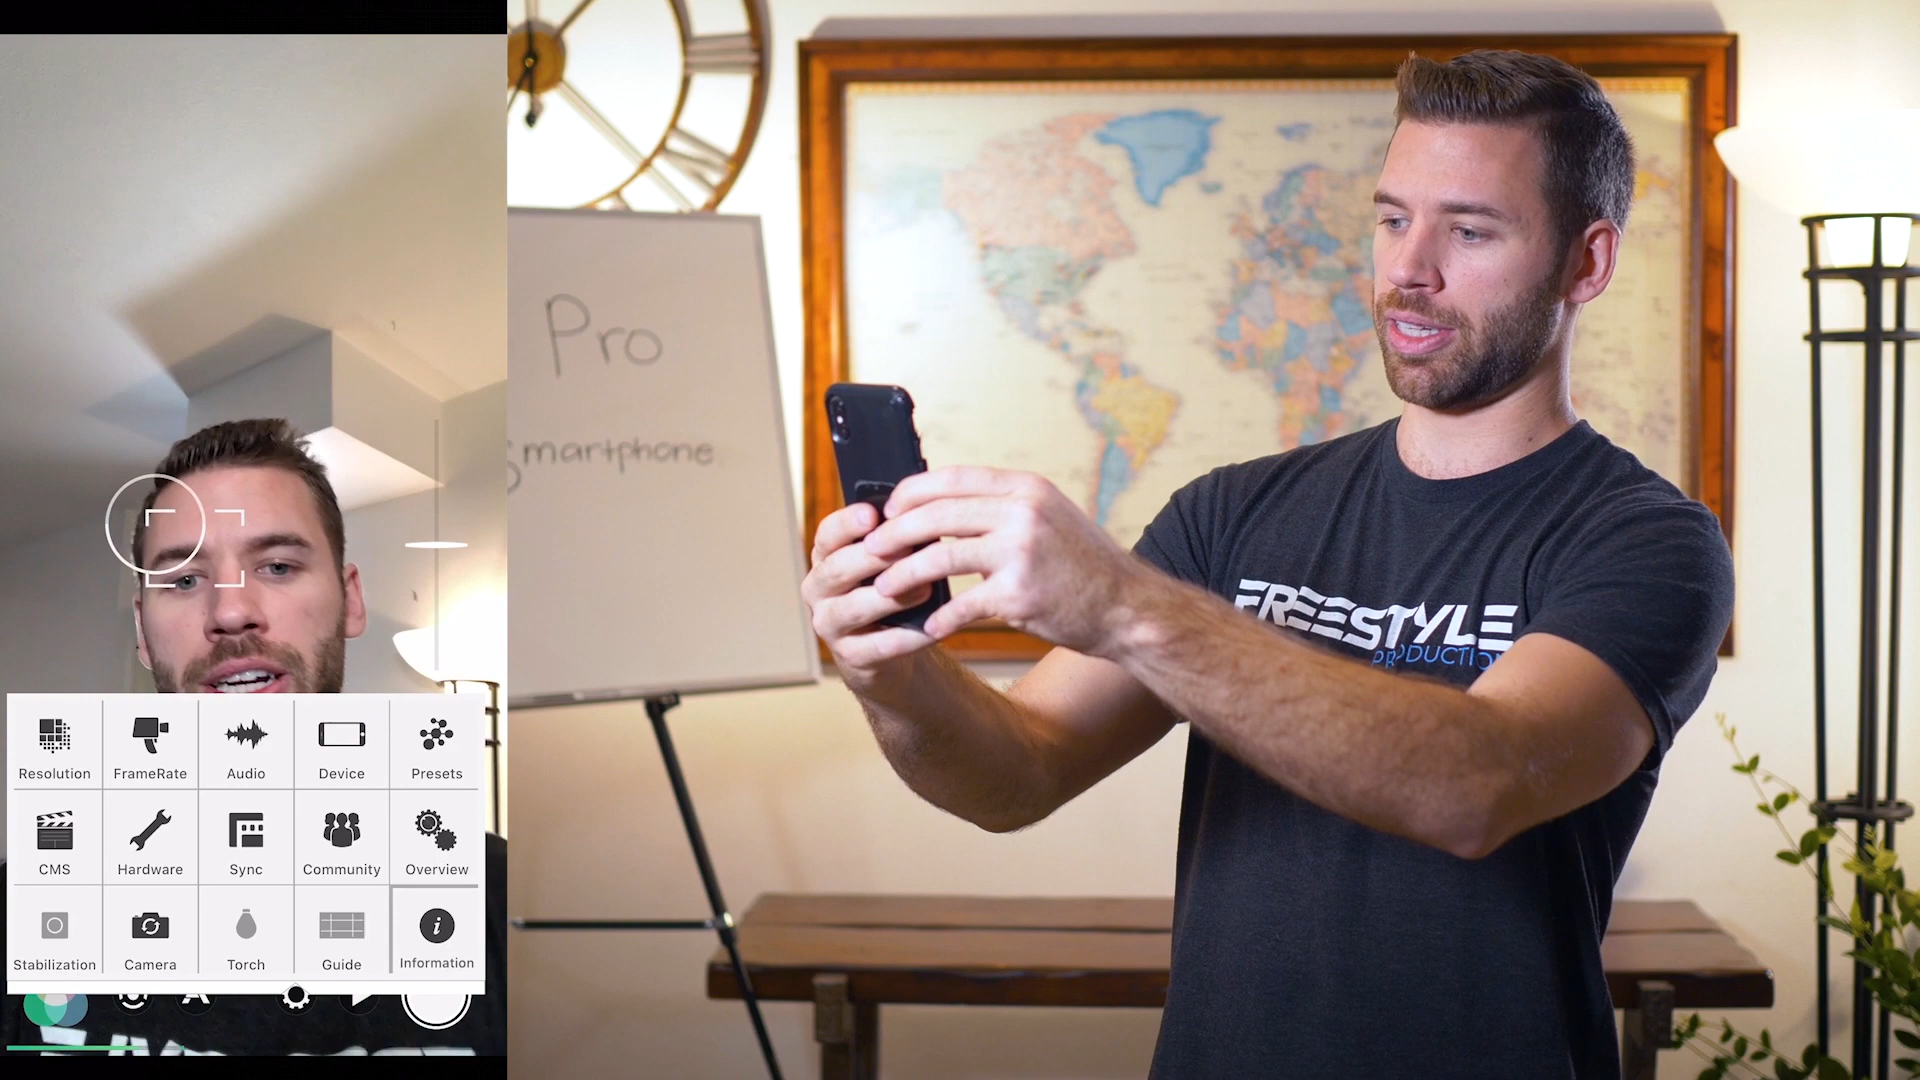 Resolution
FrameRate
Audio
Device
Presets
CMS
Hardware
Sync
Community
Overview
Stabilization
Camera
Torch
Guide
Information
Pro
Smartphone
FREESTYLE
PRODUCTIO